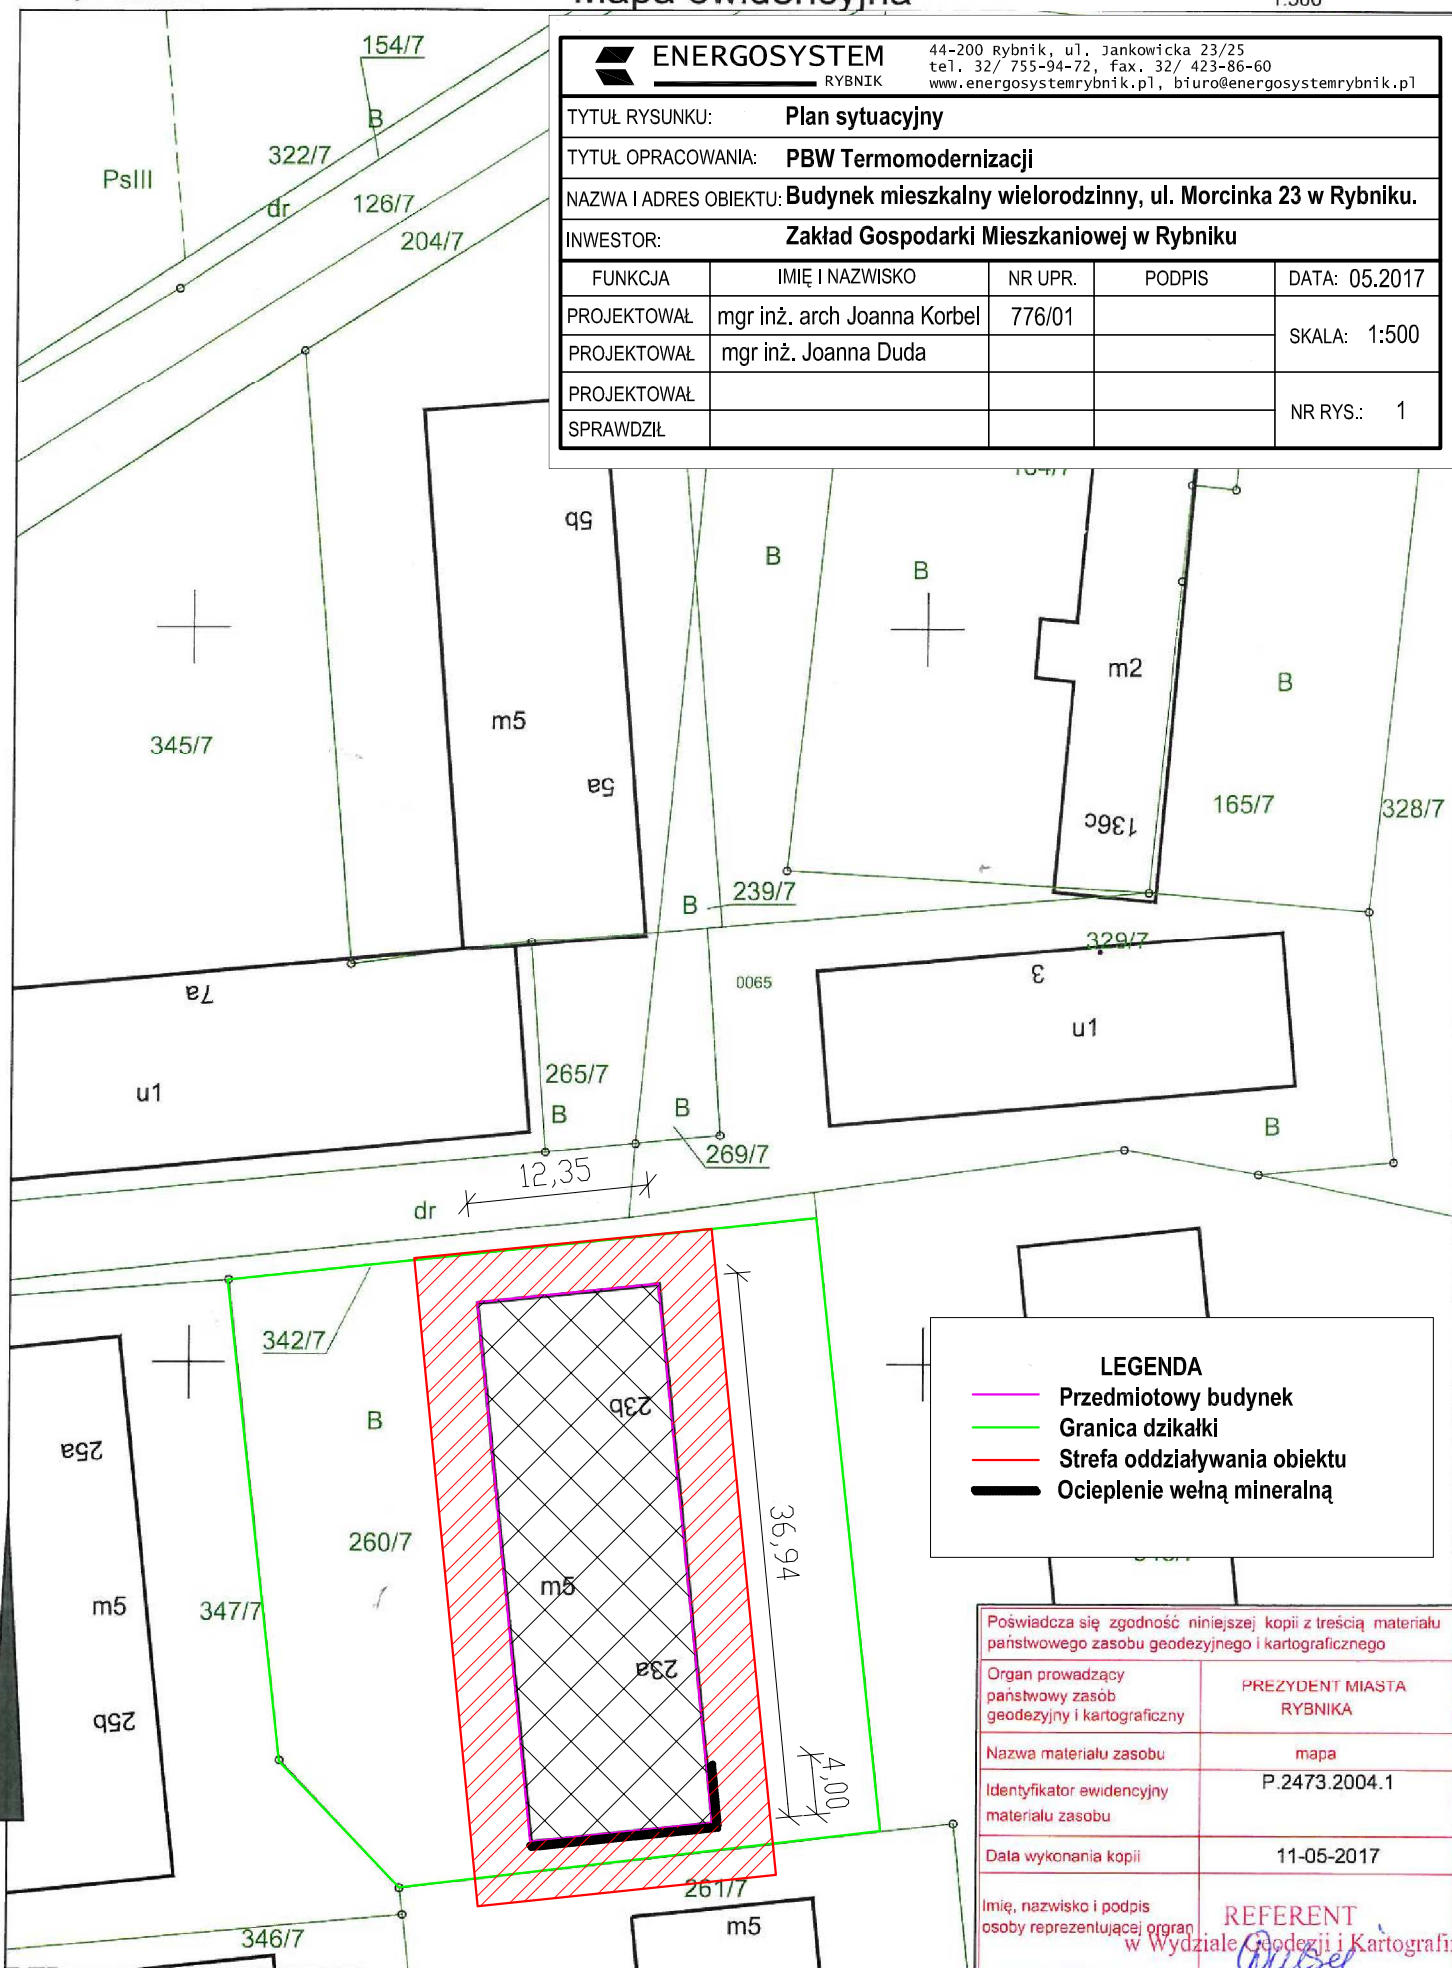 Mapa ewidencyjna
1:500
ENERGOSYSTEM
RYBNIK
44-200 Rybnik, ul. Jankowicka 23/25
tel. 32/ 755-94-72, fax. 32/ 423-86-60
www.energosystemrybnik.pl, biuro@energosystemrybnik.pl
TYTUŁ RYSUNKU: Plan sytuacyjny
TYTUŁ OPRACOWANIA: PBW Termomodernizacji
NAZWA I ADRES OBIEKTU: Budynek mieszkalny wielorodzinny, ul. Morcinka 23 w Rybniku.
INWESTOR: Zakład Gospodarki Mieszkaniowej w Rybniku
FUNKCJA IMIĘ I NAZWISKO NR UPR. PODPIS DATA: 05.2017
PROJEKTOWAŁ mgr inż. arch Joanna Korbel 776/01
SKALA: 1:500
PROJEKTOWAŁ mgr inż. Joanna Duda
PROJEKTOWAŁ
NR RYS.: 1
SPRAWDZIŁ
154/7
B
322/7
PsIII
dr
126/7
204/7
5b
B
B
m2
B
m5
345/7
5a
165/7
328/7
136c
239/7
B
329/7
7a
0065
3
u1
u1
265/7
B
B
B
269/7
12,35
dr
342/7
B
23b
25a
260/7
36,94
m5
m5
347/7
23a
25b
4,00
261/7
m5
346/7
LEGENDA
Przedmiotowy budynek
Granica dzikałki
Strefa oddziaływania obiektu
Ocieplenie wełną mineralną
Poświadcza się zgodność niniejszej kopii z treścią materiału
państwowego zasobu geodezyjnego i kartograficznego
Organ prowadzący
państwowy zasób
geodezyjny i kartograficzny
PREZYDENT MIASTA
RYBNIKA
Nazwa materiału zasobu mapa
Identyfikator ewidencyjny
materiału zasobu
P.2473.2004.1
Data wykonania kopii 11-05-2017
Imię, nazwisko i podpis
osoby reprezentującej orgran
REFERENT
w Wydziale Geodezji i Kartografii